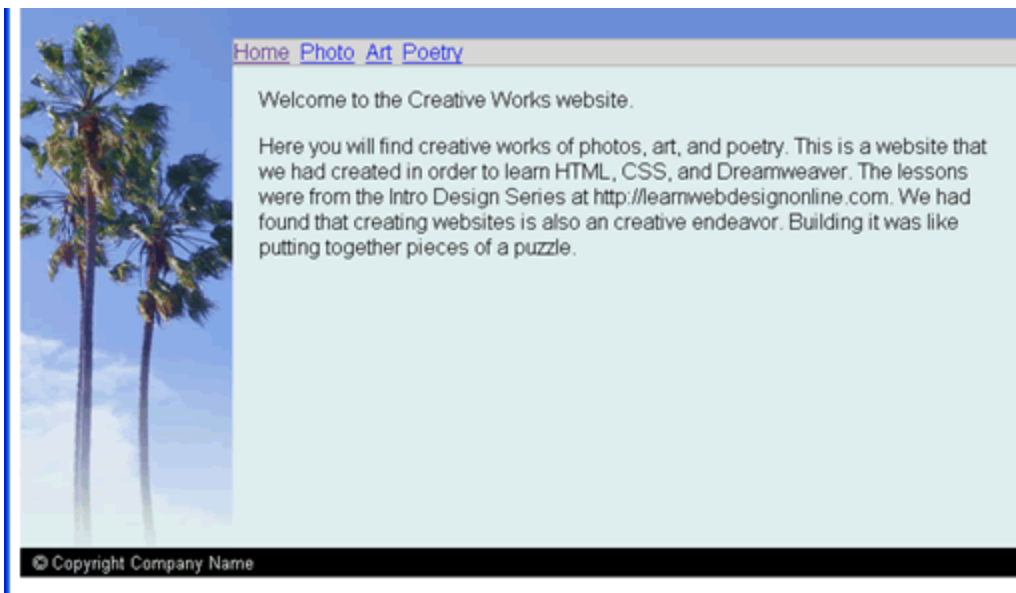 Home Photo Art Poetry
Welcome to the Creative Works website.
Here you will find creative works of photos, art, and poetry. This is a website that
we had created in order to learn HTML, CSS, and Dreamweaver. The lessons
were from the Intro Design Series at http://learnwebdesignonline.com. We had
found that creating websites is also an creative endeavor. Building it was like
putting together pieces of a puzzle.
© Copyright Company Name